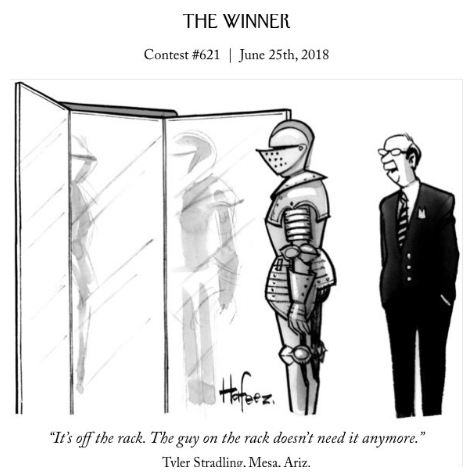 THE WINNER
Contest #621 | June 25th, 2018
Hafeez.
“It’s off the rack. The guy on the rack doesn’t need it anymore.”
Tyler Stradling, Mesa, Ariz.